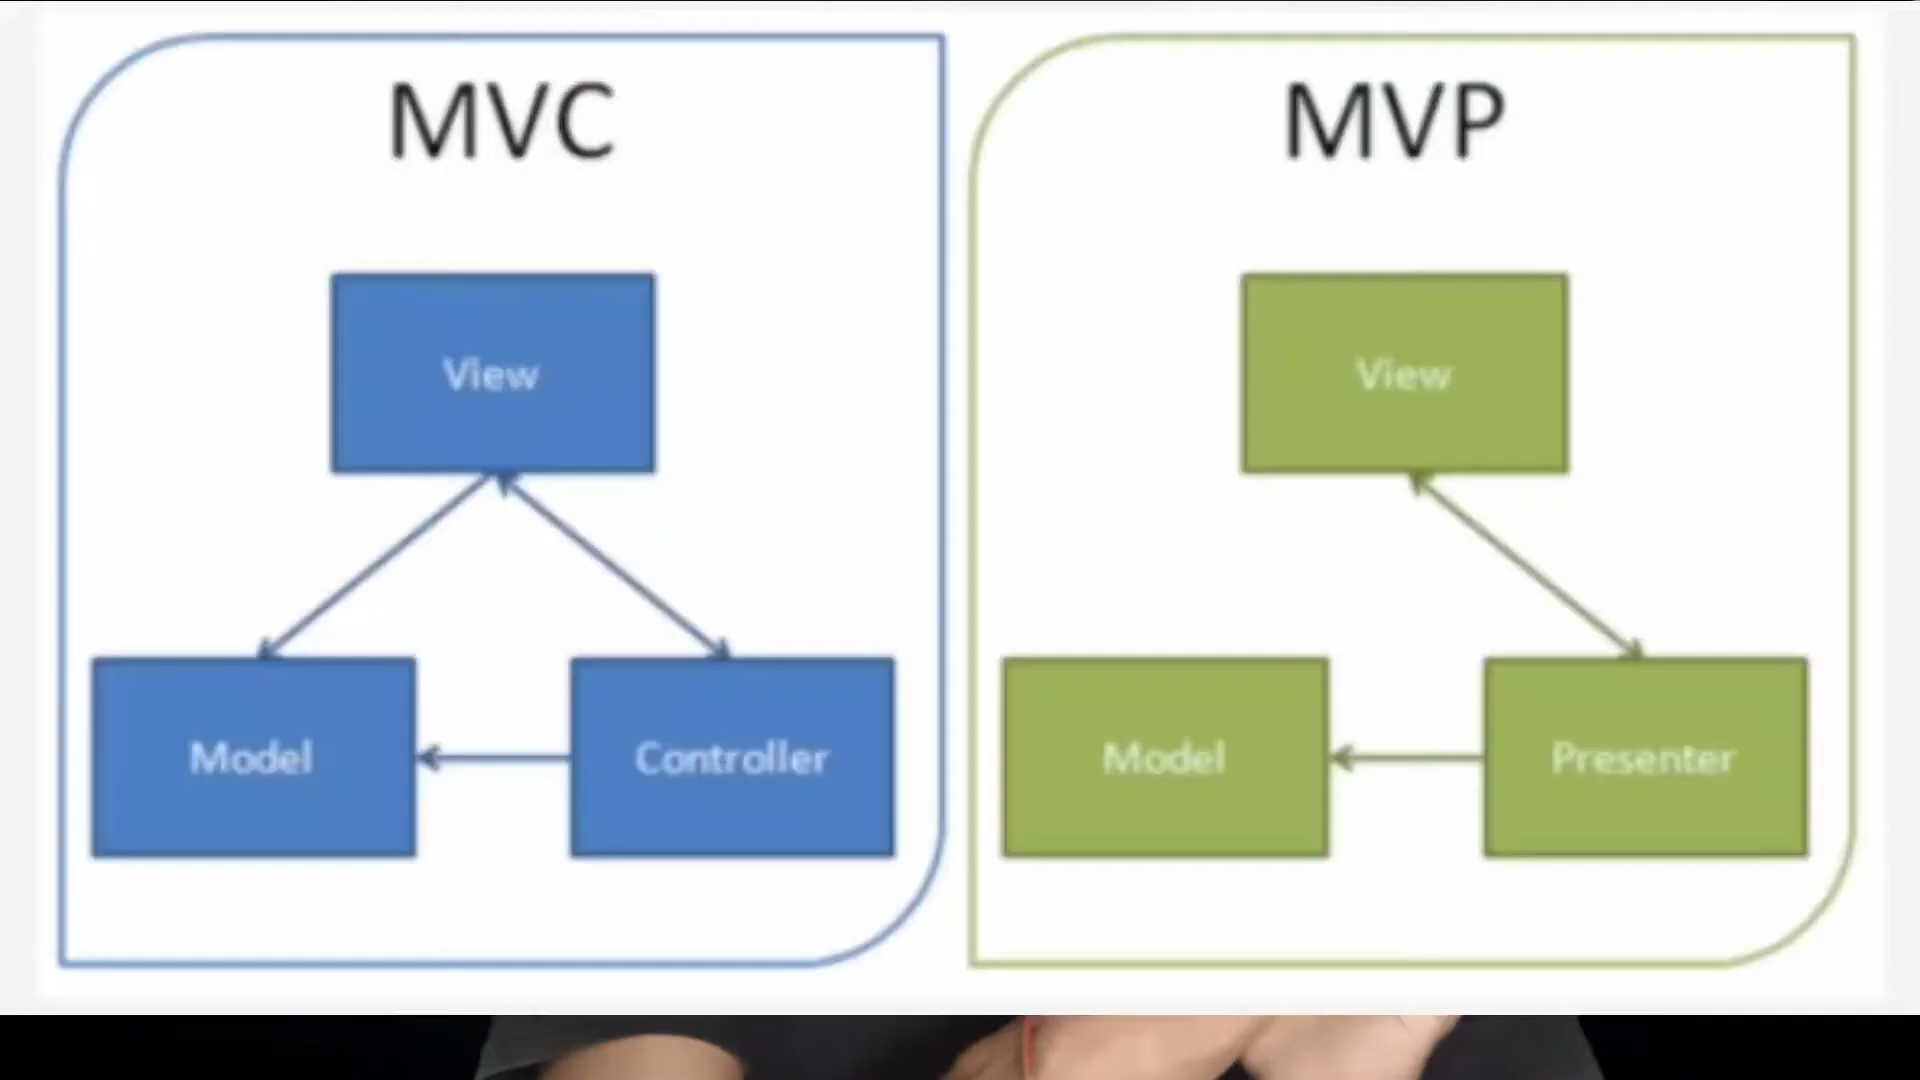 MVC
View
Model
Controller
MVP
View
Model
Presenter